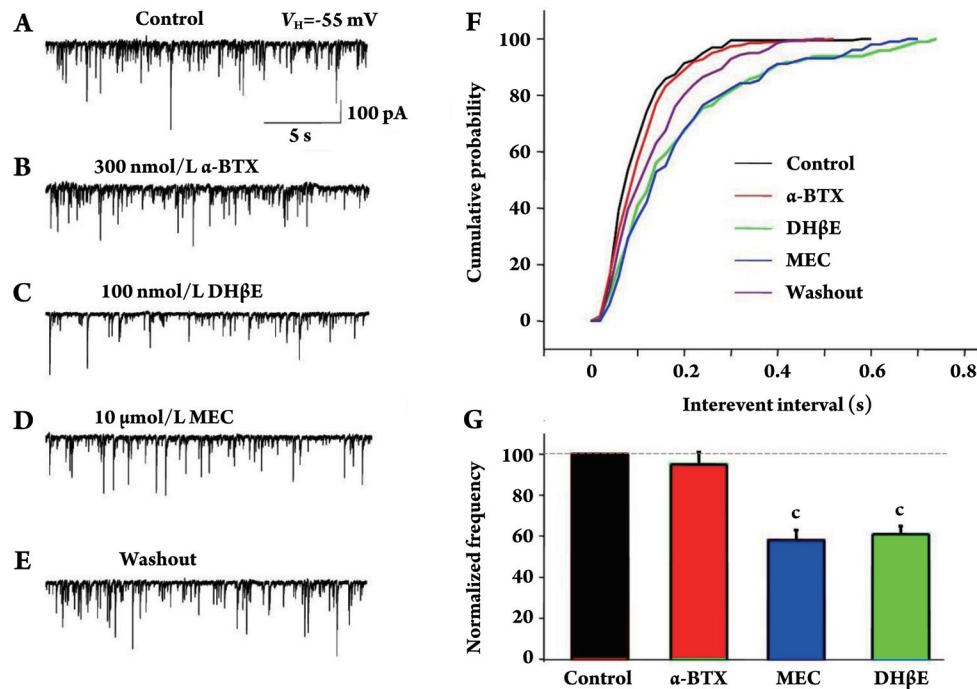 A
Control
V_H=-55 mV
100 pA
5 s
B
300 nmol/L α-BTX
C
100 nmol/L DHβE
D
10 μmol/L MEC
E
Washout
F
Cumulative probability
100
80
60
40
20
0
Control
α-BTX
DHβE
MEC
Washout
0 0.2 0.4 0.6 0.8
Interevent interval (s)
G
Normalized frequency
100
80
60
40
20
0
c c
Control α-BTX MEC DHβE